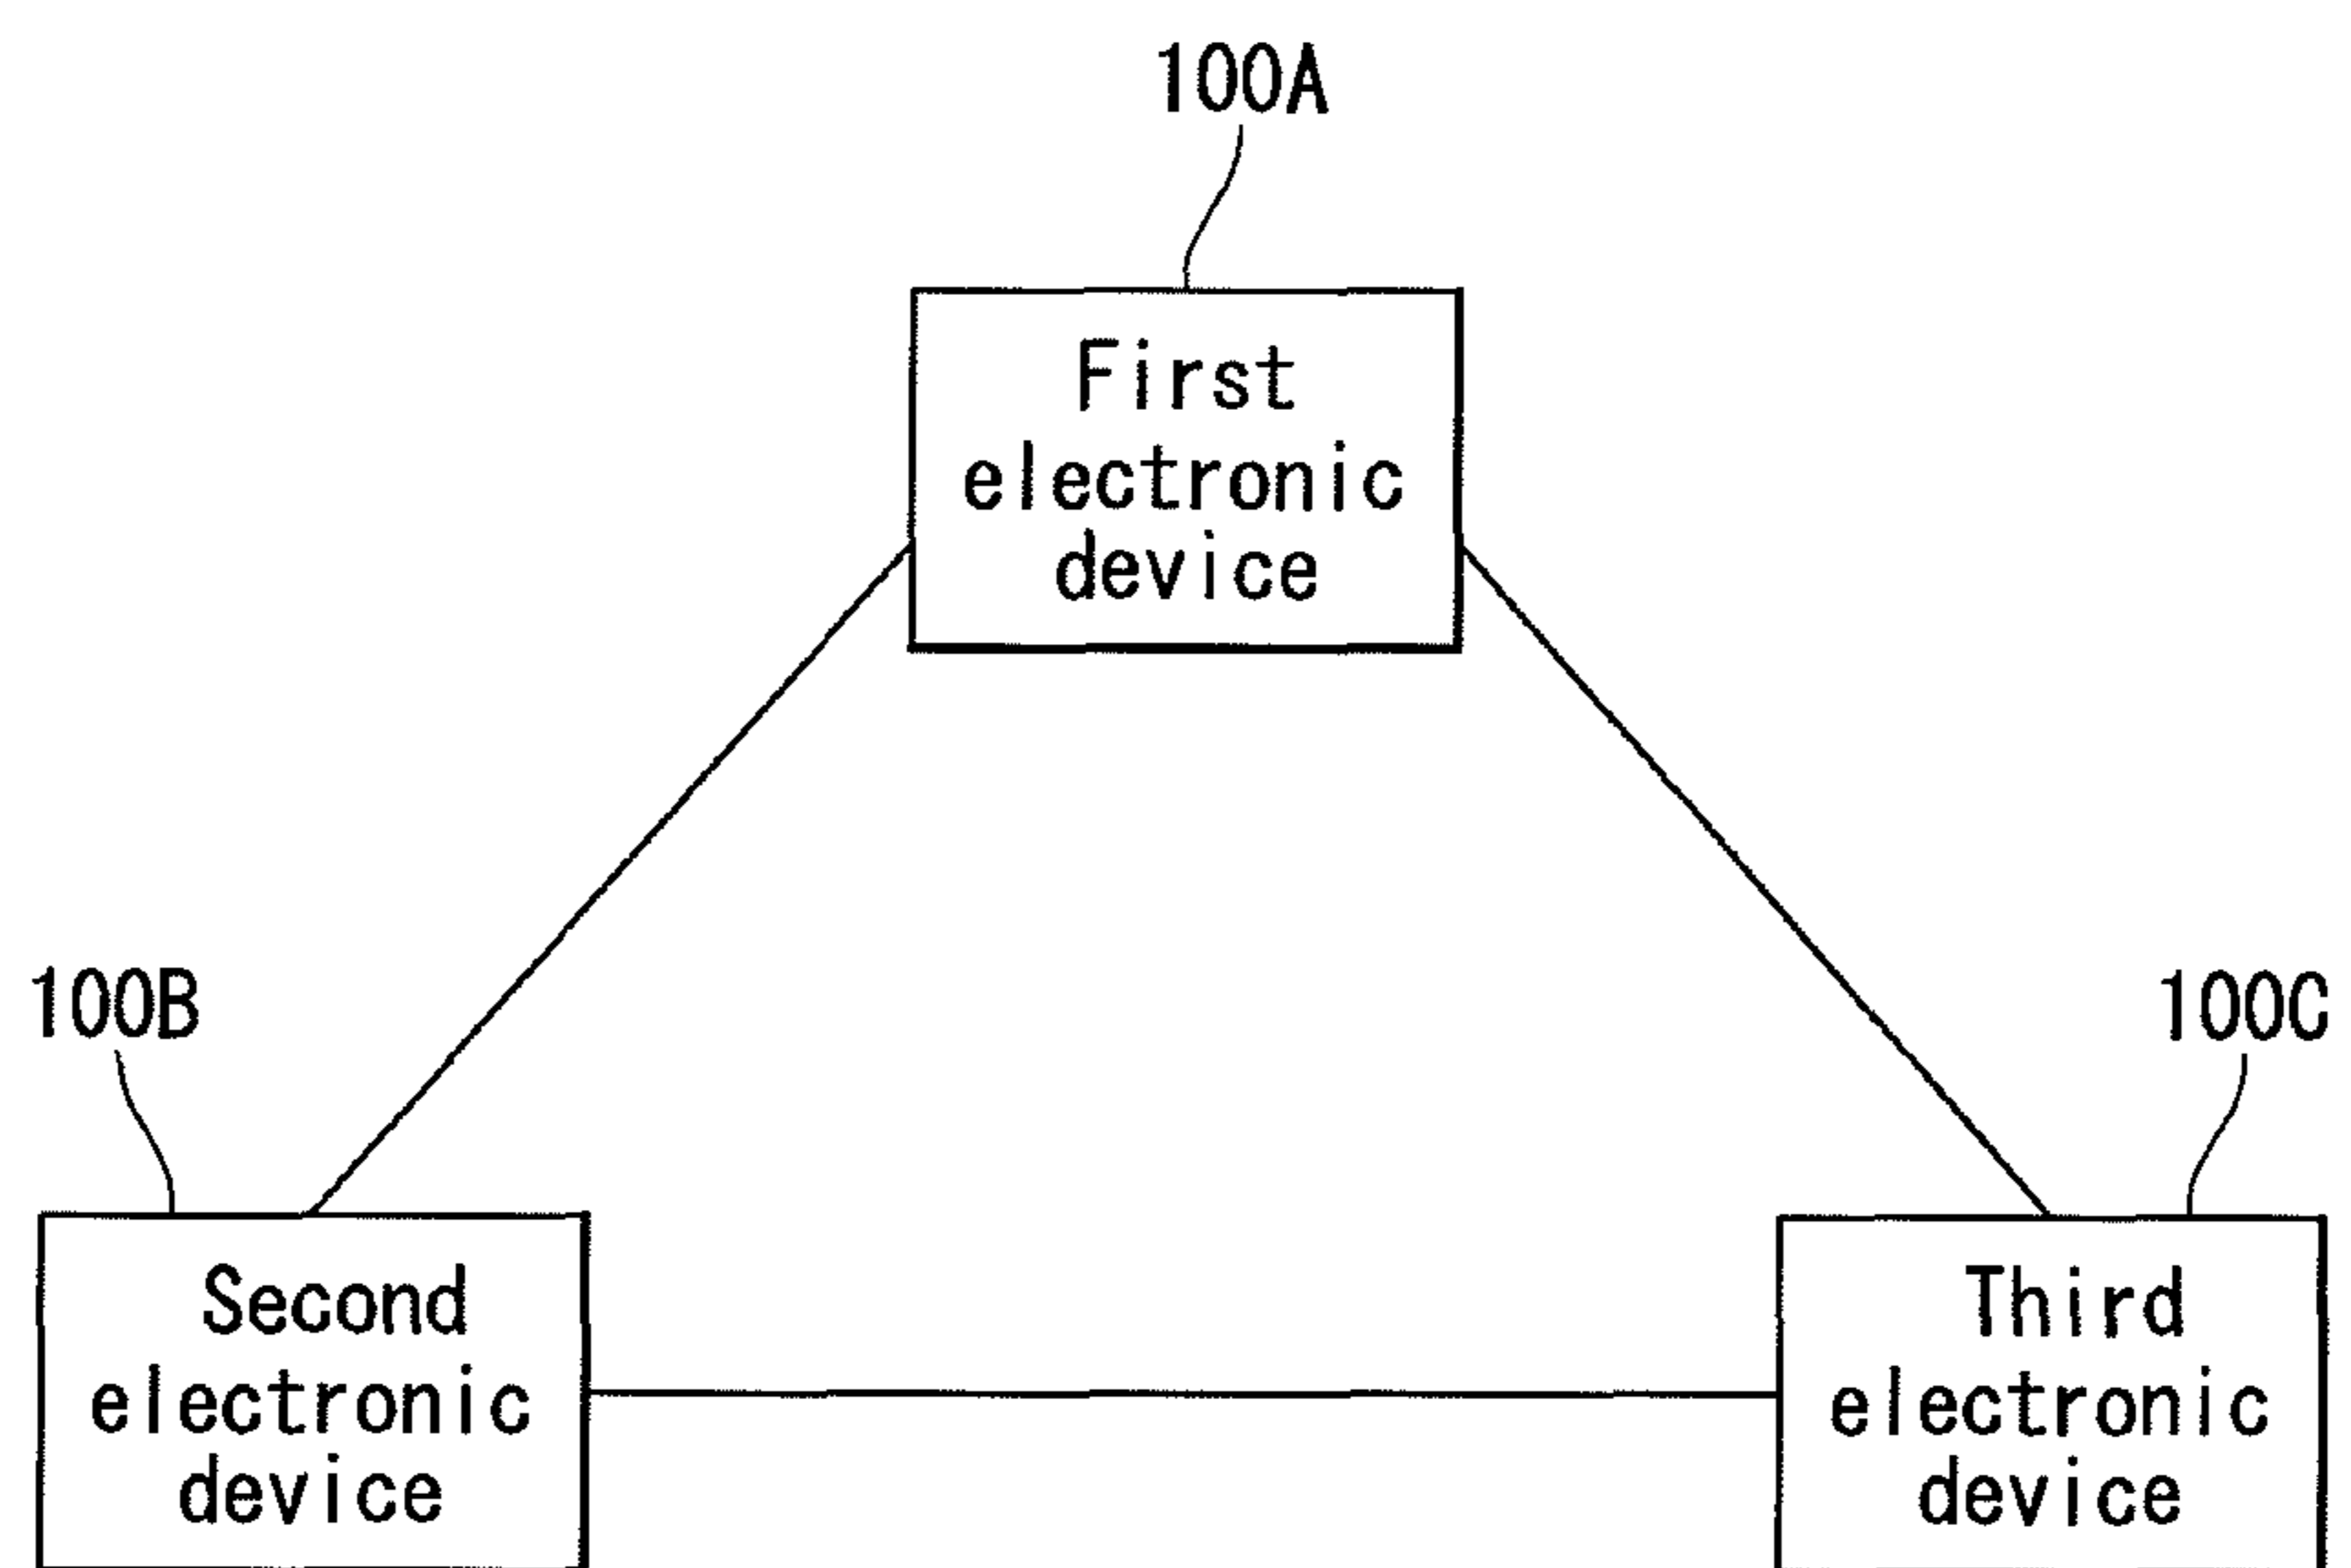 100A
First
electronic
device
100B
100C
Second
electronic
device
Third
electronic
device